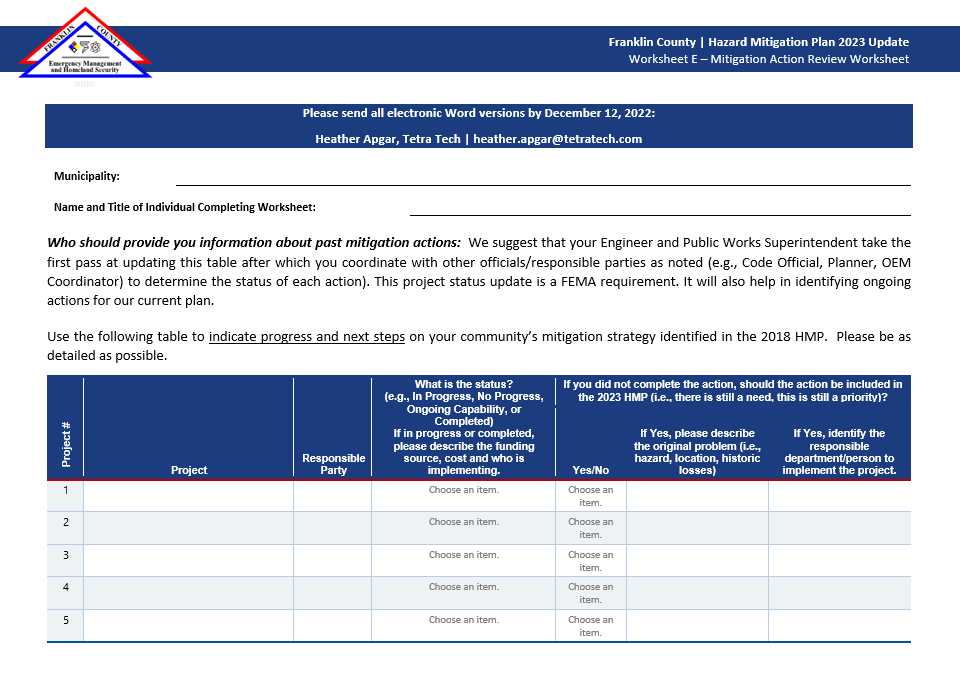 FRANKLIN COUNTY
Emergency Management
and Homeland Security
Franklin County | Hazard Mitigation Plan 2023 Update
Worksheet E – Mitigation Action Review Worksheet
Please send all electronic Word versions by December 12, 2022:
Heather Apgar, Tetra Tech | heather.apgar@tetratech.com
Municipality:
Name and Title of Individual Completing Worksheet:
Who should provide you information about past mitigation actions:  We suggest that your Engineer and Public Works Superintendent take the
first pass at updating this table after which you coordinate with other officials/responsible parties as noted (e.g., Code Official, Planner, OEM
Coordinator) to determine the status of each action). This project status update is a FEMA requirement. It will also help in identifying ongoing
actions for our current plan.
Use the following table to indicate progress and next steps on your community's mitigation strategy identified in the 2018 HMP.  Please be as
detailed as possible.
Project #
Project
Responsible
Party
What is the status?
(e.g., In Progress, No Progress,
Ongoing Capability, or
Completed)
If in progress or completed,
please describe the funding
source, cost and who is
implementing.
If you did not complete the action, should the action be included in
the 2023 HMP (i.e., there is still a need, this is still a priority)?
Yes/No
If Yes, please describe
the original problem (i.e.,
hazard, location, historic
losses)
If Yes, identify the
responsible
department/person to
implement the project.
1
Choose an item.
Choose an
item.
2
Choose an item.
Choose an
item.
3
Choose an item.
Choose an
item.
4
Choose an item.
Choose an
item.
5
Choose an item.
Choose an
item.